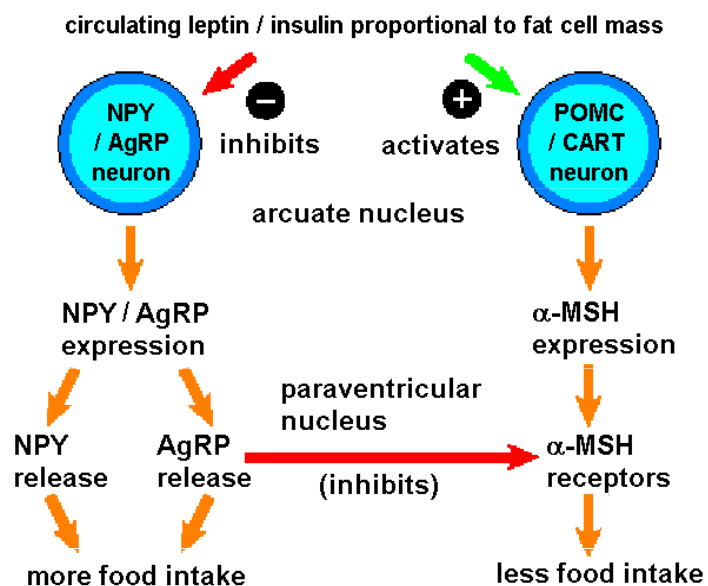 circulating leptin / insulin proportional to fat cell mass
NPY
/ AgRP
neuron
−
inhibits
+
activates
POMC
/ CART
neuron
arcuate nucleus
NPY / AgRP
expression
α-MSH
expression
paraventricular
nucleus
NPY
release
AgRP
release
(inhibits)
α-MSH
receptors
more food intake
less food intake